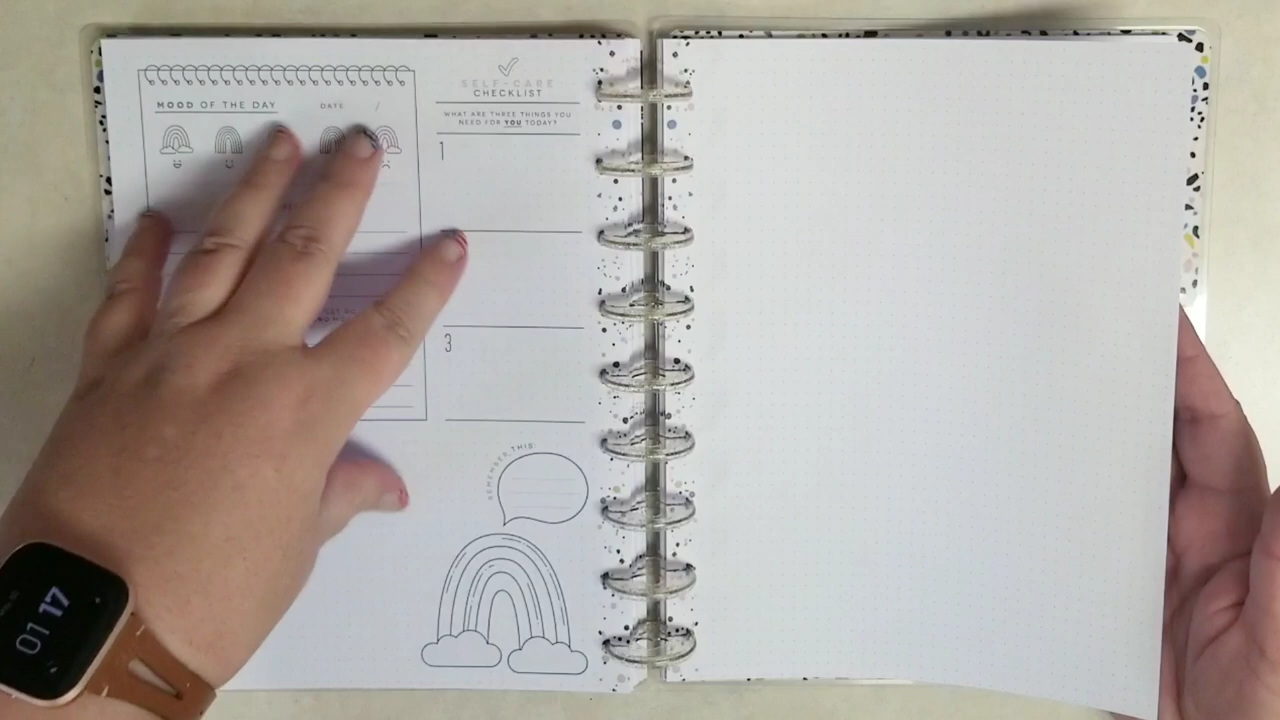 MOOD OF THE DAY
DATE /
SELF-CARE
CHECKLIST
WHAT ARE THREE THINGS YOU
NEED FOR YOU TODAY?
1
3
REMEMBER THIS:
01 17